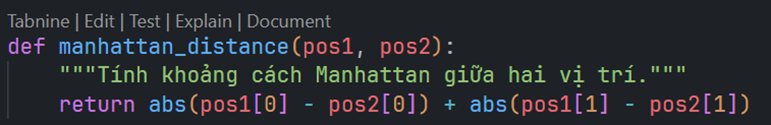 Tabnine | Edit | Test | Explain | Document
def manhattan_distance(pos1, pos2):
    """Tính khoảng cách Manhattan giữa hai vị trí."""
    return abs(pos1[0] - pos2[0]) + abs(pos1[1] - pos2[1])